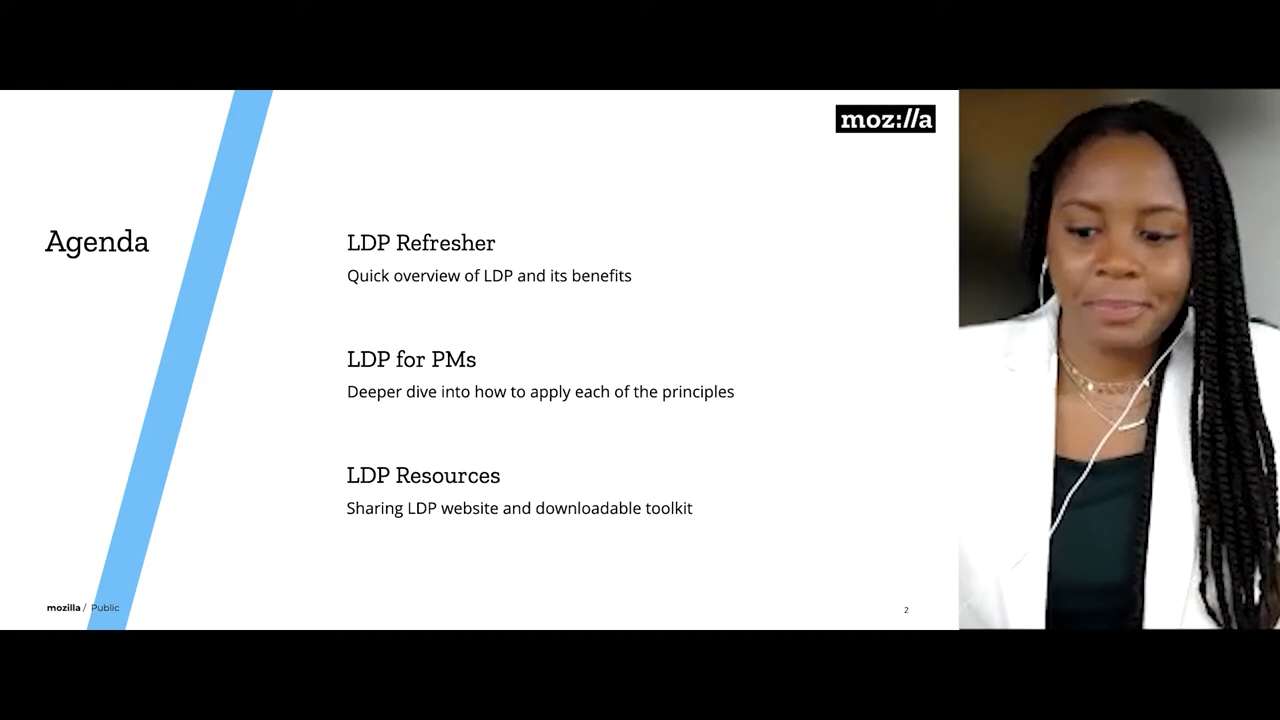 moz://a
Agenda
LDP Refresher
Quick overview of LDP and its benefits
LDP for PMs
Deeper dive into how to apply each of the principles
LDP Resources
Sharing LDP website and downloadable toolkit
mozilla / Public
2